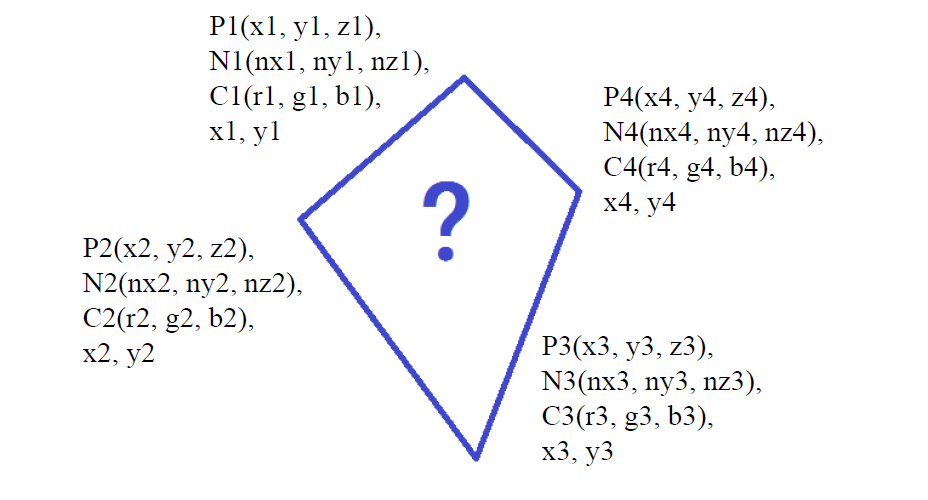 P1(x1, y1, z1),
N1(nx1, ny1, nz1),
C1(r1, g1, b1),
x1, y1
P4(x4, y4, z4),
N4(nx4, ny4, nz4),
C4(r4, g4, b4),
x4, y4
?
P2(x2, y2, z2),
N2(nx2, ny2, nz2),
C2(r2, g2, b2),
x2, y2
P3(x3, y3, z3),
N3(nx3, ny3, nz3),
C3(r3, g3, b3),
x3, y3